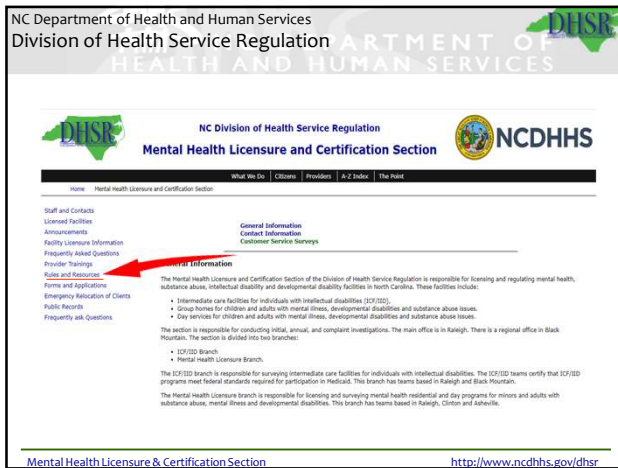 NC Department of Health and Human Services
Division of Health Service Regulation
DEPARTMENT OF
HEALTH AND HUMAN SERVICES
DHSR
DHSR
NC Division of Health Service Regulation
Mental Health Licensure and Certification Section
NCDHHS
What We Do | Citizens | Providers | A-Z Index | The Point
Home Mental Health Licensure and Certification Section
Staff and Contacts
Licensed Facilities
Announcements
Facility Licensure Information
Frequently Asked Questions
Provider Trainings
Rules and Resources
Forms and Applications
Emergency Relocation of Clients
Public Records
Frequently ask Questions
General Information
Contact Information
Customer Service Surveys
General Information
The Mental Health Licensure and Certification Section of the Division of Health Service Regulation is responsible for licensing and regulating mental health,
substance abuse, intellectual disability and developmental disability facilities in North Carolina. These facilities include:
• Intermediate care facilities for individuals with intellectual disabilities (ICF/IID),
• Group homes for children and adults with mental illness, developmental disabilities and substance abuse issues.
• Day services for children and adults with mental illness, developmental disabilities and substance abuse issues.
The section is responsible for conducting initial, annual, and complaint investigations. The main office is in Raleigh. There is a regional office in Black
Mountain. The section is divided into two branches:
• ICF/IID Branch
• Mental Health Licensure Branch.
The ICF/IID branch is responsible for surveying intermediate care facilities for individuals with intellectual disabilities. The ICF/IID teams certify that ICF/IID
programs meet federal standards required for participation in Medicaid. This branch has teams based in Raleigh and Black Mountain.
The Mental Health Licensure branch is responsible for licensing and surveying mental health residential and day programs for minors and adults with
substance abuse, mental illness and developmental disabilities. This branch has teams based in Raleigh, Clinton and Asheville.
Mental Health Licensure & Certification Section
http://www.ncdhhs.gov/dhsr